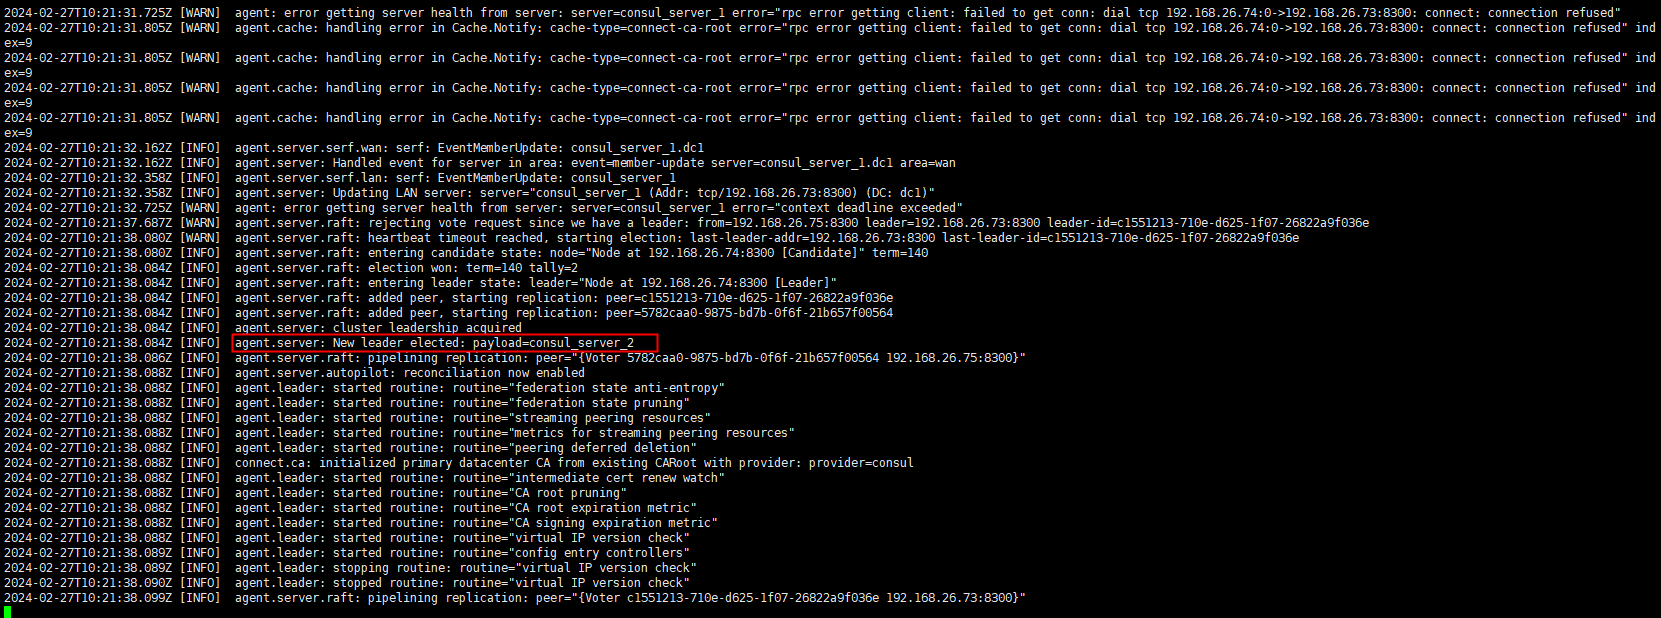 2024-02-27T10:21:31.725Z [WARN]  agent: error getting server health from server: server=consul_server_1 error="rpc error getting client: failed to get conn: dial tcp 192.168.26.74:0->192.168.26.73:8300: connect: connection refused"
2024-02-27T10:21:31.805Z [WARN]  agent.cache: handling error in Cache.Notify: cache-type=connect-ca-root error="rpc error getting client: failed to get conn: dial tcp 192.168.26.74:0->192.168.26.73:8300: connect: connection refused" ind
ex=9
2024-02-27T10:21:31.805Z [WARN]  agent.cache: handling error in Cache.Notify: cache-type=connect-ca-root error="rpc error getting client: failed to get conn: dial tcp 192.168.26.74:0->192.168.26.73:8300: connect: connection refused" ind
ex=9
2024-02-27T10:21:31.805Z [WARN]  agent.cache: handling error in Cache.Notify: cache-type=connect-ca-root error="rpc error getting client: failed to get conn: dial tcp 192.168.26.74:0->192.168.26.73:8300: connect: connection refused" ind
ex=9
2024-02-27T10:21:31.805Z [WARN]  agent.cache: handling error in Cache.Notify: cache-type=connect-ca-root error="rpc error getting client: failed to get conn: dial tcp 192.168.26.74:0->192.168.26.73:8300: connect: connection refused" ind
ex=9
2024-02-27T10:21:32.162Z [INFO]  agent.server.serf.wan: serf: EventMemberUpdate: consul_server_1.dc1
2024-02-27T10:21:32.162Z [INFO]  agent.server: Handled event for server in area: event=member-update server=consul_server_1.dc1 area=wan
2024-02-27T10:21:32.358Z [INFO]  agent.server.serf.lan: serf: EventMemberUpdate: consul_server_1
2024-02-27T10:21:32.358Z [INFO]  agent.server: Updating LAN server: server="consul_server_1 (Addr: tcp/192.168.26.73:8300) (DC: dc1)"
2024-02-27T10:21:32.725Z [WARN]  agent: error getting server health from server: server=consul_server_1 error="context deadline exceeded"
2024-02-27T10:21:37.687Z [WARN]  agent.server.raft: rejecting vote request since we have a leader: from=192.168.26.75:8300 leader=192.168.26.73:8300 leader-id=c1551213-710e-d625-1f07-26822a9f036e
2024-02-27T10:21:38.080Z [WARN]  agent.server.raft: heartbeat timeout reached, starting election: last-leader-addr=192.168.26.73:8300 last-leader-id=c1551213-710e-d625-1f07-26822a9f036e
2024-02-27T10:21:38.080Z [INFO]  agent.server.raft: entering candidate state: node="Node at 192.168.26.74:8300 [Candidate]" term=140
2024-02-27T10:21:38.084Z [INFO]  agent.server.raft: election won: term=140 tally=2
2024-02-27T10:21:38.084Z [INFO]  agent.server.raft: entering leader state: leader="Node at 192.168.26.74:8300 [Leader]"
2024-02-27T10:21:38.084Z [INFO]  agent.server.raft: added peer, starting replication: peer=c1551213-710e-d625-1f07-26822a9f036e
2024-02-27T10:21:38.084Z [INFO]  agent.server.raft: added peer, starting replication: peer=5782caa0-9875-bd7b-0f6f-21b657f00564
2024-02-27T10:21:38.084Z [INFO]  agent.server: cluster leadership acquired
2024-02-27T10:21:38.084Z [INFO]  agent.server: New leader elected: payload=consul_server_2
2024-02-27T10:21:38.086Z [INFO]  agent.server.raft: pipelining replication: peer="{Voter 5782caa0-9875-bd7b-0f6f-21b657f00564 192.168.26.75:8300}"
2024-02-27T10:21:38.088Z [INFO]  agent.server.autopilot: reconciliation now enabled
2024-02-27T10:21:38.088Z [INFO]  agent.leader: started routine: routine="federation state anti-entropy"
2024-02-27T10:21:38.088Z [INFO]  agent.leader: started routine: routine="federation state pruning"
2024-02-27T10:21:38.088Z [INFO]  agent.leader: started routine: routine="streaming peering resources"
2024-02-27T10:21:38.088Z [INFO]  agent.leader: started routine: routine="metrics for streaming peering resources"
2024-02-27T10:21:38.088Z [INFO]  agent.leader: started routine: routine="peering deferred deletion"
2024-02-27T10:21:38.088Z [INFO]  connect.ca: initialized primary datacenter CA from existing CARoot with provider: provider=consul
2024-02-27T10:21:38.088Z [INFO]  agent.leader: started routine: routine="intermediate cert renew watch"
2024-02-27T10:21:38.088Z [INFO]  agent.leader: started routine: routine="CA root pruning"
2024-02-27T10:21:38.088Z [INFO]  agent.leader: started routine: routine="CA root expiration metric"
2024-02-27T10:21:38.088Z [INFO]  agent.leader: started routine: routine="CA signing expiration metric"
2024-02-27T10:21:38.088Z [INFO]  agent.leader: started routine: routine="virtual IP version check"
2024-02-27T10:21:38.089Z [INFO]  agent.leader: started routine: routine="config entry controllers"
2024-02-27T10:21:38.089Z [INFO]  agent.leader: stopping routine: routine="virtual IP version check"
2024-02-27T10:21:38.090Z [INFO]  agent.leader: stopped routine: routine="virtual IP version check"
2024-02-27T10:21:38.099Z [INFO]  agent.server.raft: pipelining replication: peer="{Voter c1551213-710e-d625-1f07-26822a9f036e 192.168.26.73:8300}"